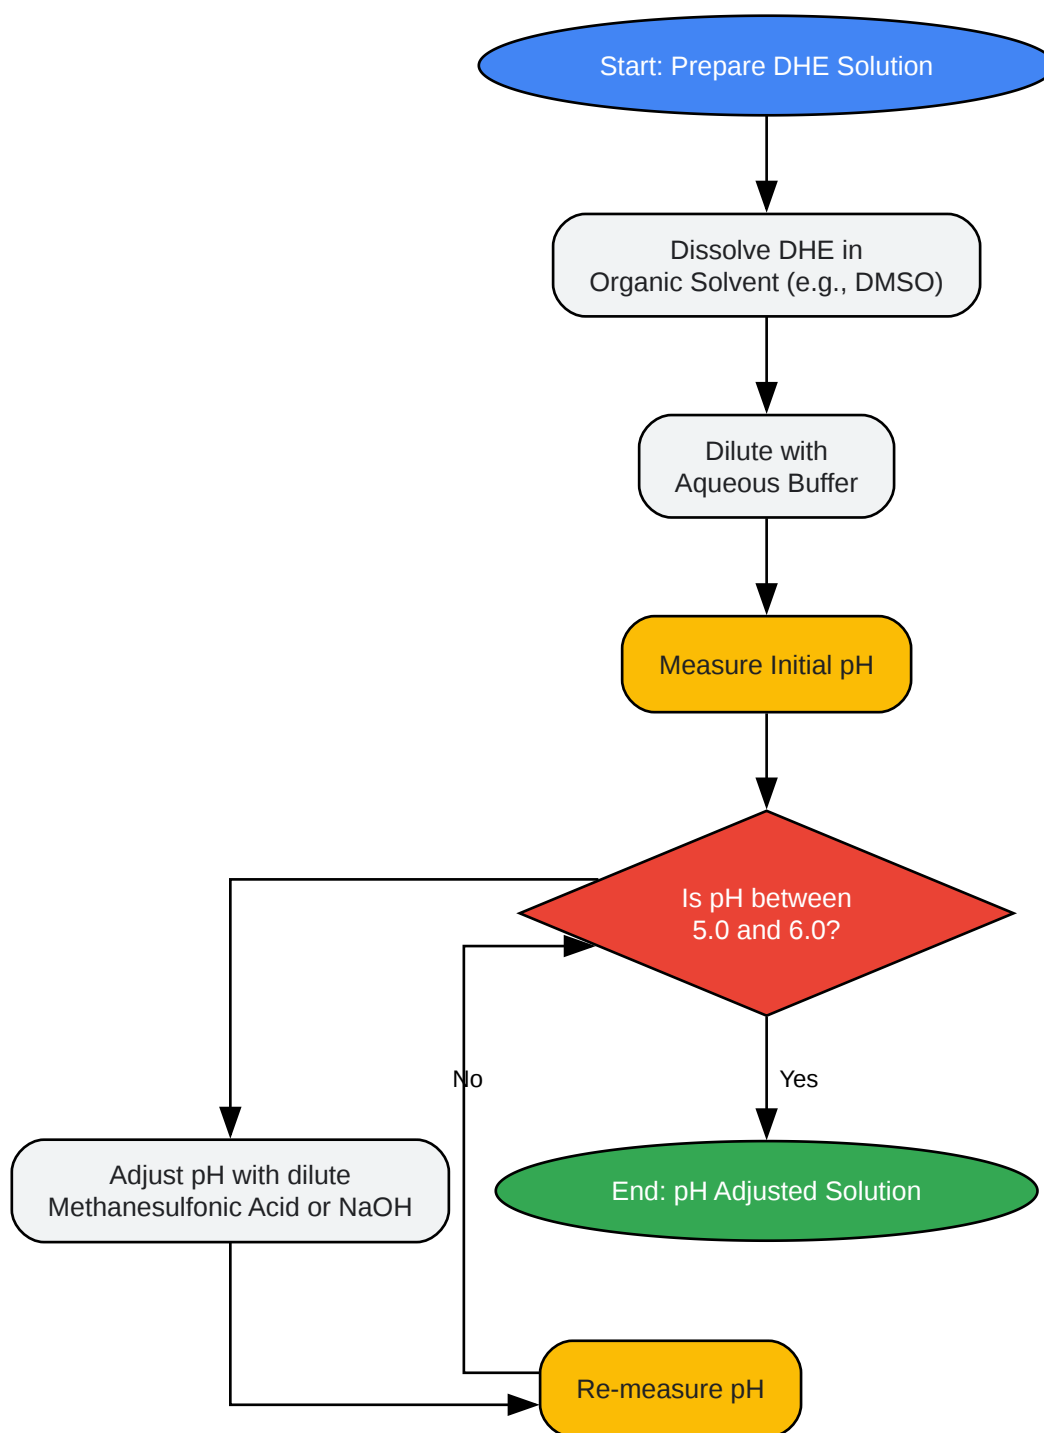 Start: Prepare DHE Solution
Dissolve DHE in
Organic Solvent (e.g., DMSO)
Dilute with
Aqueous Buffer
Measure Initial pH
Is pH between
5.0 and 6.0?
No
Yes
Adjust pH with dilute
Methanesulfonic Acid or NaOH
End: pH Adjusted Solution
Re-measure pH